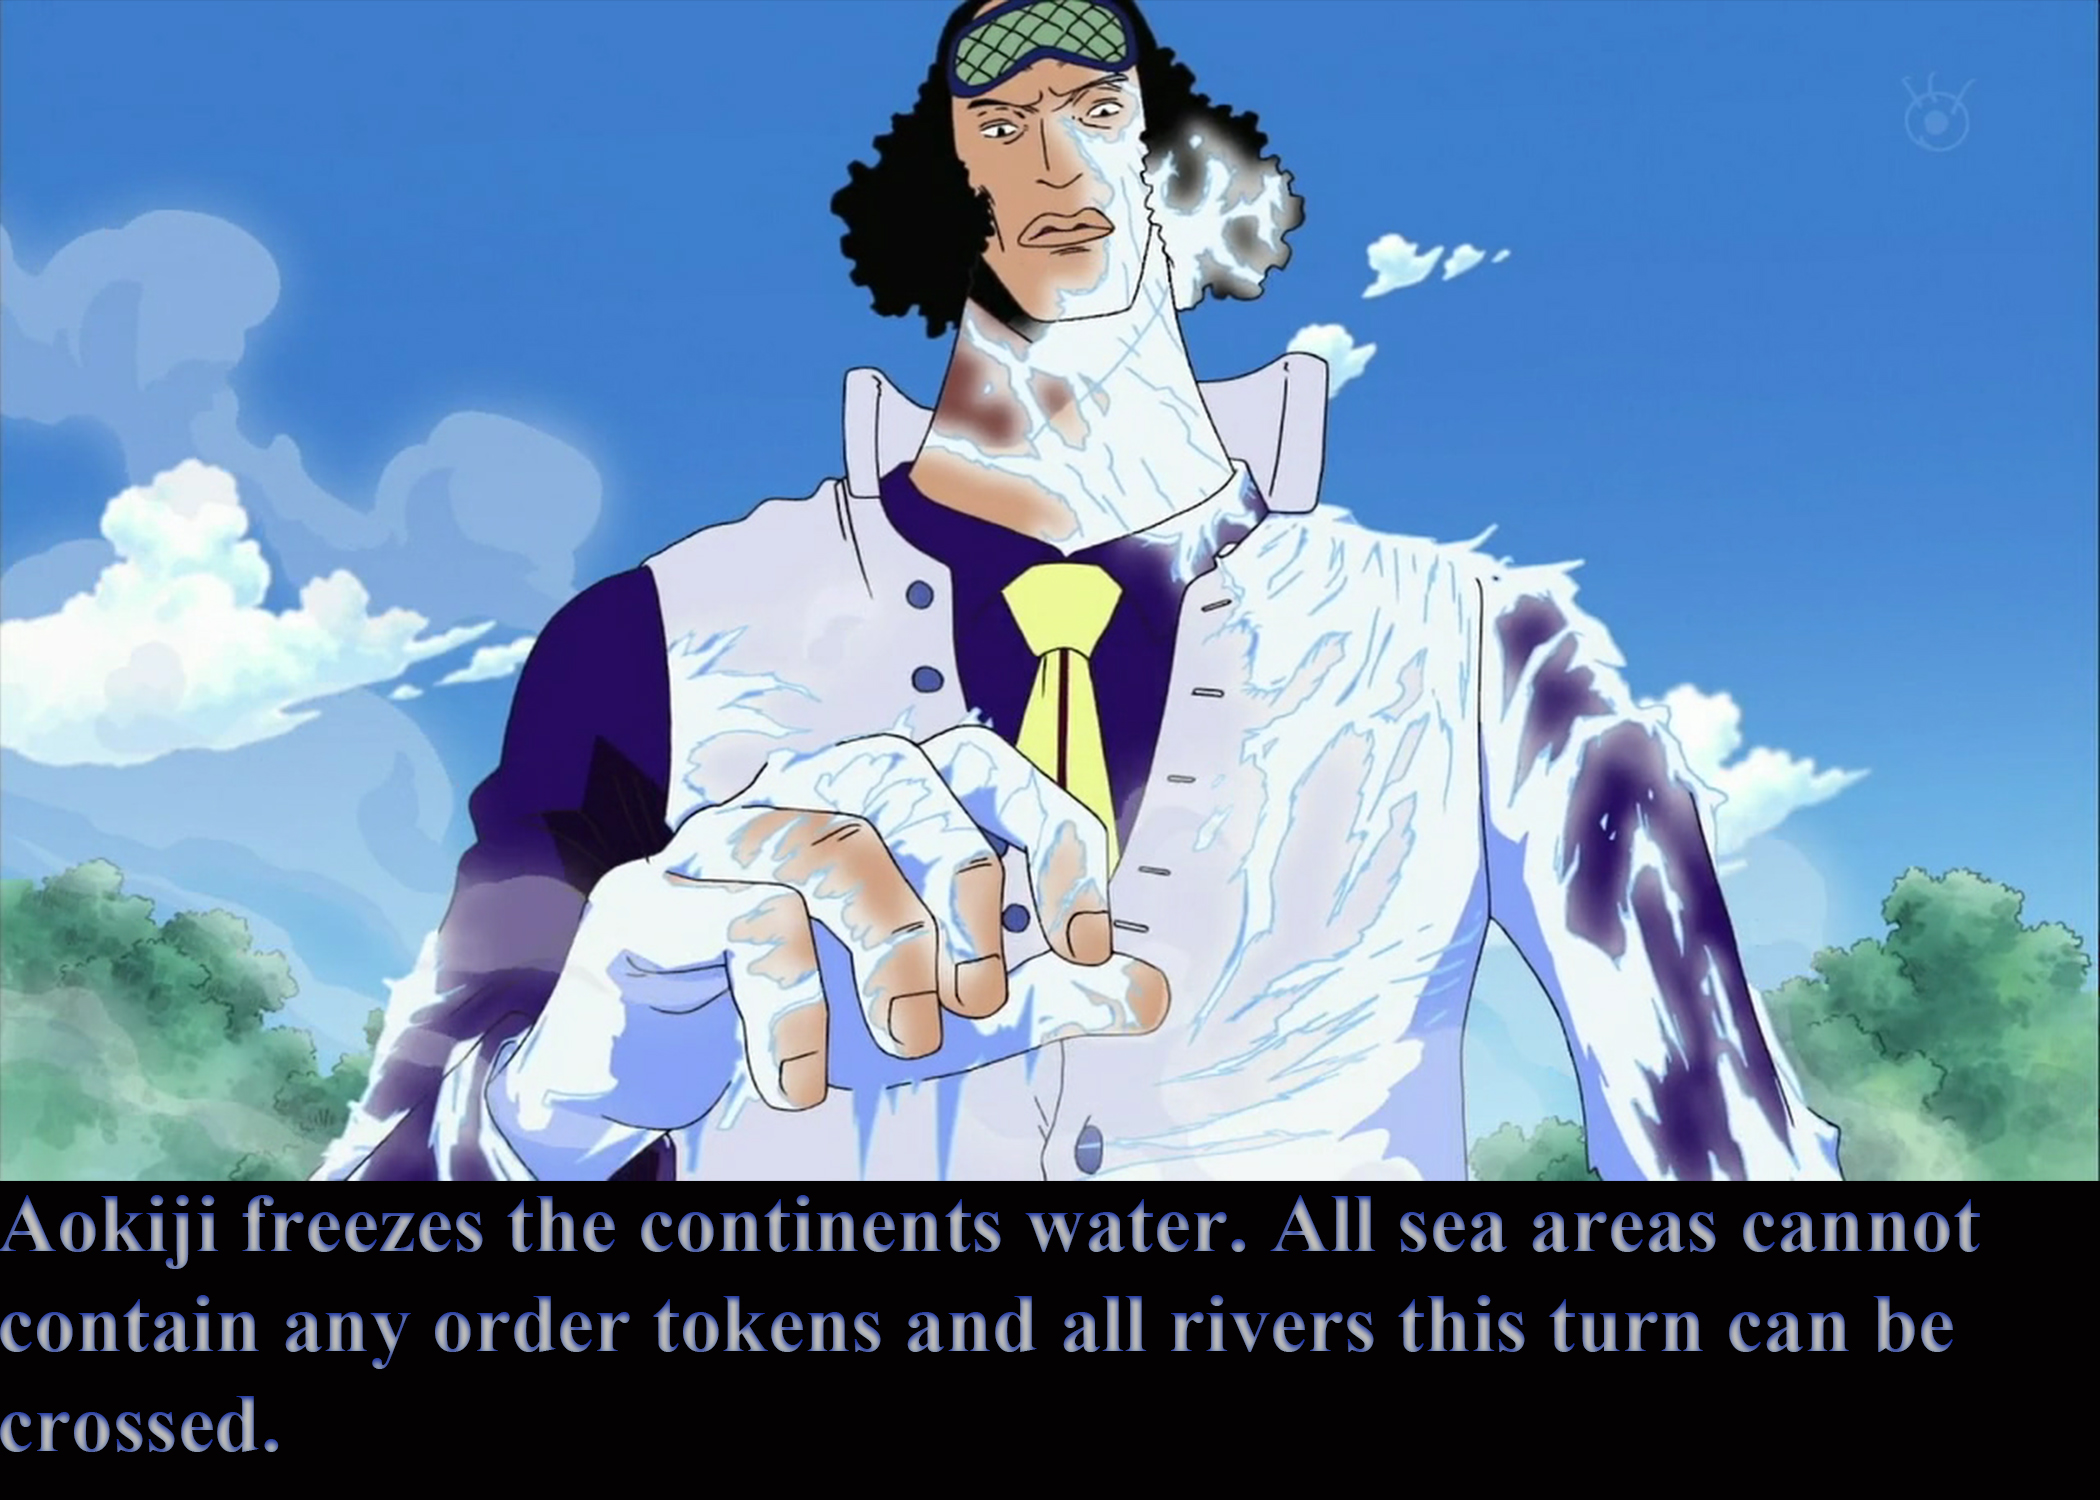 Aokiji freezes the continents water. All sea areas cannot
contain any order tokens and all rivers this turn can be
crossed.